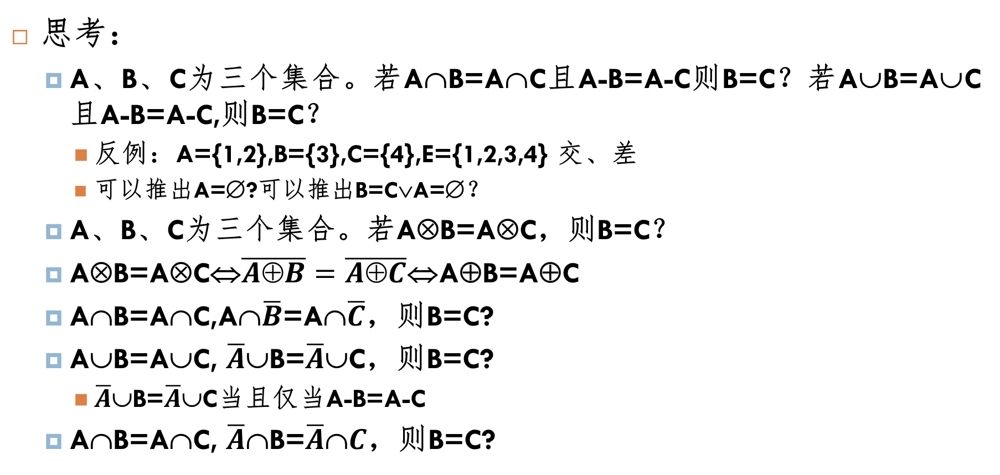 思考：
A、B、C为三个集合。若A∩B=A∩C且A-B=A-C则B=C？若A∪B=A∪C
且A-B=A-C,则B=C？
反例：A={1,2},B={3},C={4},E={1,2,3,4} 交、差
可以推出A=∅?可以推出B=C∨A=∅？
A、B、C为三个集合。若A⊗B=A⊗C，则B=C？
A⊗B=A⊗C⇔$\overline{A⊕B}$ = $\overline{A⊕C}$⇔A⊕B=A⊕C
A∩B=A∩C,A∩$\overline{B}$=A∩$\overline{C}$，则B=C?
A∪B=A∪C, $\overline{A}$∪B=$\overline{A}$∪C，则B=C?
$\overline{A}$∪B=$\overline{A}$∪C当且仅当A-B=A-C
A∩B=A∩C, $\overline{A}$∩B=$\overline{A}$∩C，则B=C?